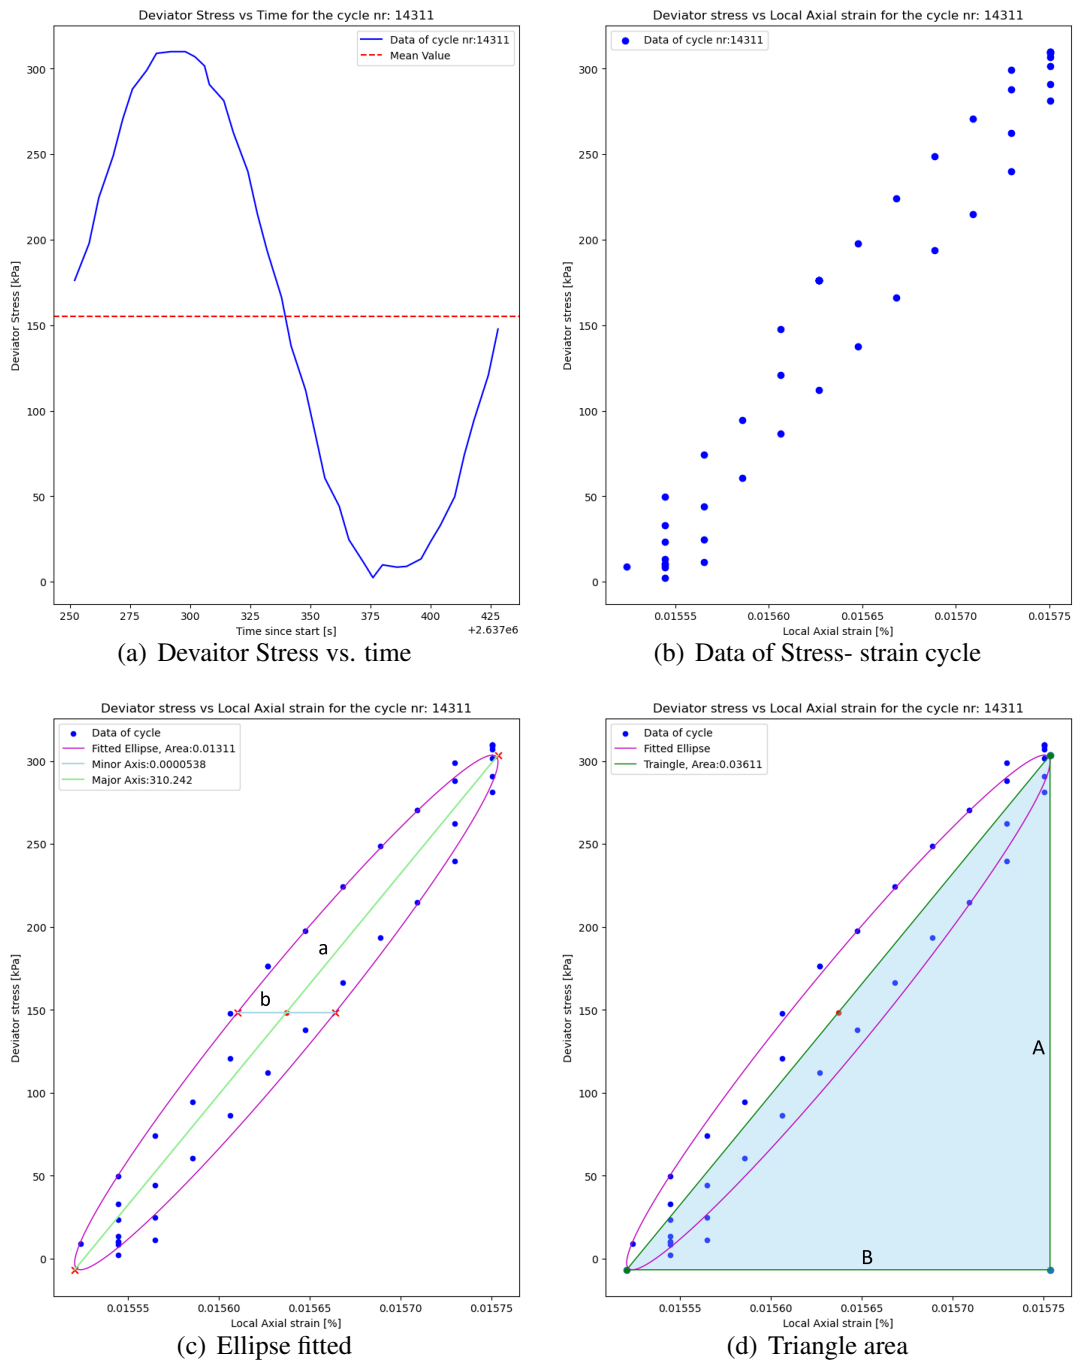 Deviator Stress vs Time for the cycle nr: 14311
Data of cycle nr:14311
Mean Value
300
250
200
150
100
50
0
Deviator Stress [kPa]
250 275 300 325 350 375 400 425
Time since start [s]
+2.637e6
(a) Devaitor Stress vs. time
Deviator stress vs Local Axial strain for the cycle nr: 14311
Data of cycle nr:14311
300
250
200
150
100
50
0
Deviator stress [kPa]
0.01555 0.01556 0.01565 0.01570 0.01575
Local Axial strain [%]
(b) Data of Stress- strain cycle
Deviator stress vs Local Axial strain for the cycle nr: 14311
Data of cycle
Fitted Ellipse, Area:0.01311
Minor Axis:0.0000538
Major Axis:310.242
300
250
200
150
100
50
0
Deviator stress [kPa]
a
b
0.01555 0.01560 0.01565 0.01570 0.01575
Local Axial strain [%]
(c) Ellipse fitted
Deviator stress vs Local Axial strain for the cycle nr: 14311
Data of cycle
Fitted Ellipse
Traingle, Area:0.03611
300
250
200
150
100
50
0
Deviator stress [kPa]
A
B
0.01555 0.01560 0.01565 0.01570 0.01575
Local Axial strain [%]
(d) Triangle area